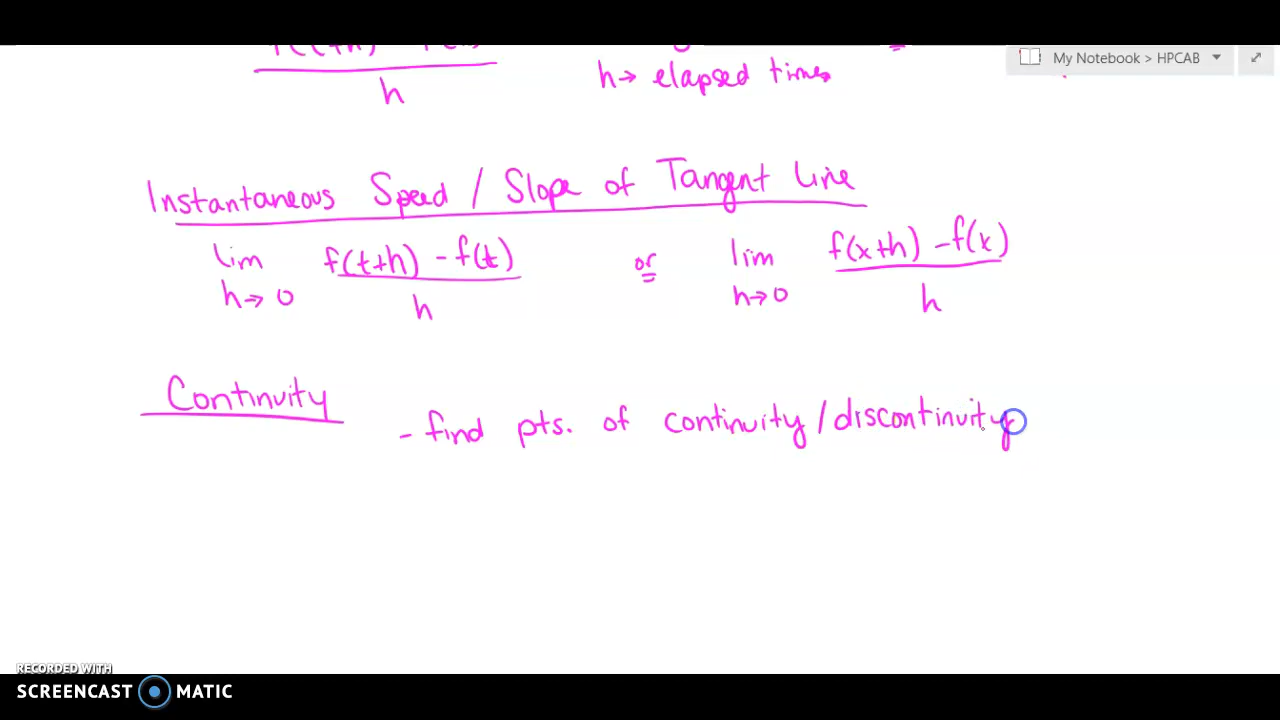 h
h → elapsed times
My Notebook > HPCAB
Instantaneous Speed / Slope of Tangent Line
lim h→0 f(t+h) - f(t) / h or lim h→0 f(x+h) - f(x) / h
Continuity
- find pts. of continuity/discontinuity
RECORDED WITH
SCREENCAST MATIC